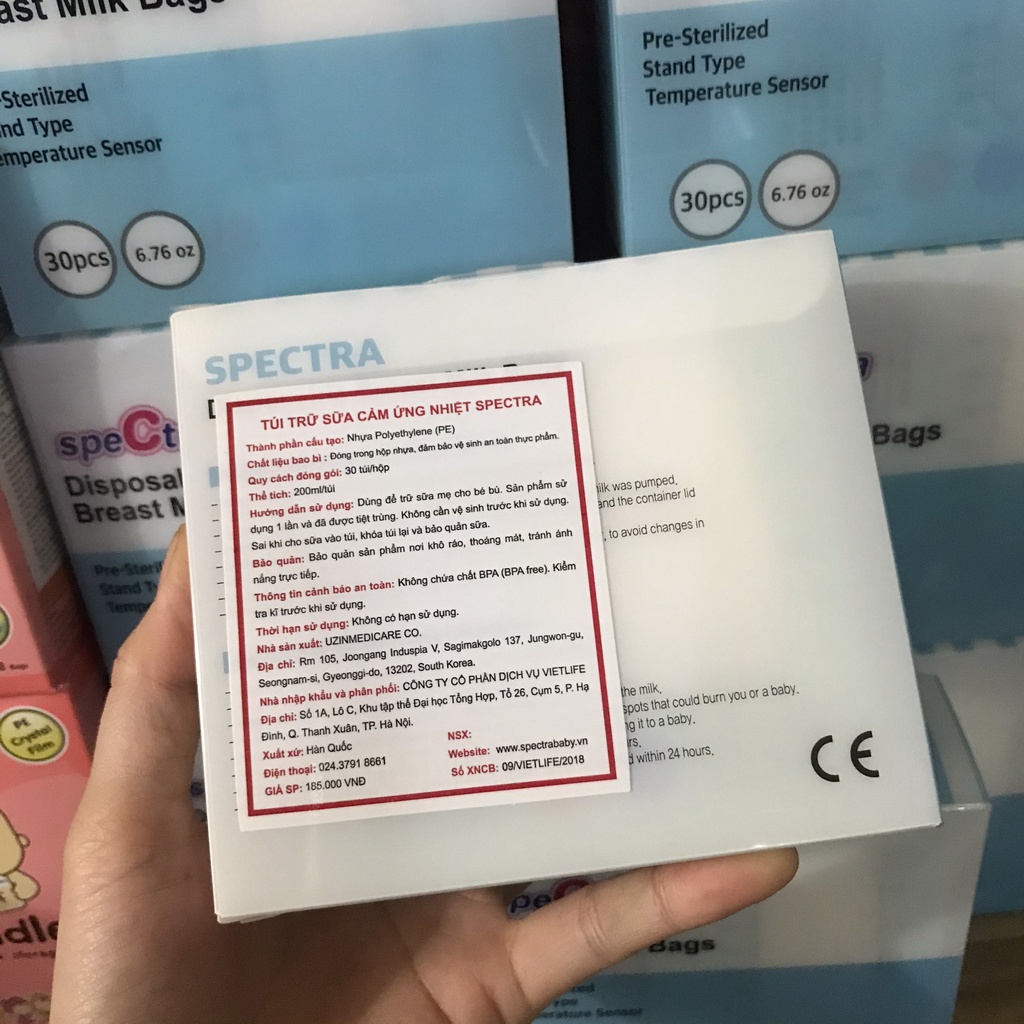 ast Milk Bags
-Sterilized
nd Type
emperature Sensor
30pcs
6.76 oz
Pre-Sterilized
Stand Type
Temperature Sensor
30pcs
6.76 oz
speCt
Disposal
Breast M
Pre-Steril
Stand Ty
Temp
Bags
SPECTRA
TÚI TRỮ SỮA CẢM ỨNG NHIỆT SPECTRA
Thành phần cấu tạo: Nhựa Polyethylene (PE)
Chất liệu bao bì : Đóng trong hộp nhựa, đảm bảo vệ sinh an toàn thực phẩm.
Quy cách đóng gói: 30 túi/hộp
Thể tích: 200ml/túi
Hướng dẫn sử dụng: Dùng để trữ sữa mẹ cho bé bú. Sản phẩm sử
dụng 1 lần và đã được tiệt trùng. Không cần vệ sinh trước khi sử dụng.
Sai khi cho sữa vào túi, khóa túi lại và bảo quản sữa.
Bảo quản: Bảo quản sản phẩm nơi khô ráo, thoáng mát, tránh ánh
nắng trực tiếp.
Thông tin cảnh báo an toàn: Không chứa chất BPA (BPA free). Kiểm
tra kĩ trước khi sử dụng.
Thời hạn sử dụng: Không có hạn sử dụng.
Nhà sản xuất: UZINMEDICARE CO.
Địa chỉ: Rm 105, Joongang Induspia V, Sagimakgolo 137, Jungwon-gu,
Seongnam-si, Gyeonggi-do, 13202, South Korea.
Nhà nhập khẩu và phân phối: CÔNG TY CỔ PHẦN DỊCH VỤ VIETLIFE
Địa chỉ: Số 1A, Lô C, Khu tập thể Đại học Tổng Hợp, Tổ 26, Cụm 5, P. Hạ
Đình, Q. Thanh Xuân, TP. Hà Nội.
Xuất xứ: Hàn Quốc
NSX:
Điện thoại: 024.3791 8661
Website: www.spectrababy.vn
GIÁ SP: 185.000 VNĐ
Số XNCB: 09/VIETLIFE/2018
ilk was pumped.
and the container lid
, to avoid changes in
the milk.
spots that could burn you or a baby.
ng it to a baby.
rs.
d within 24 hours.
CE
PE
Crystal
Film
dle
speC
Bags